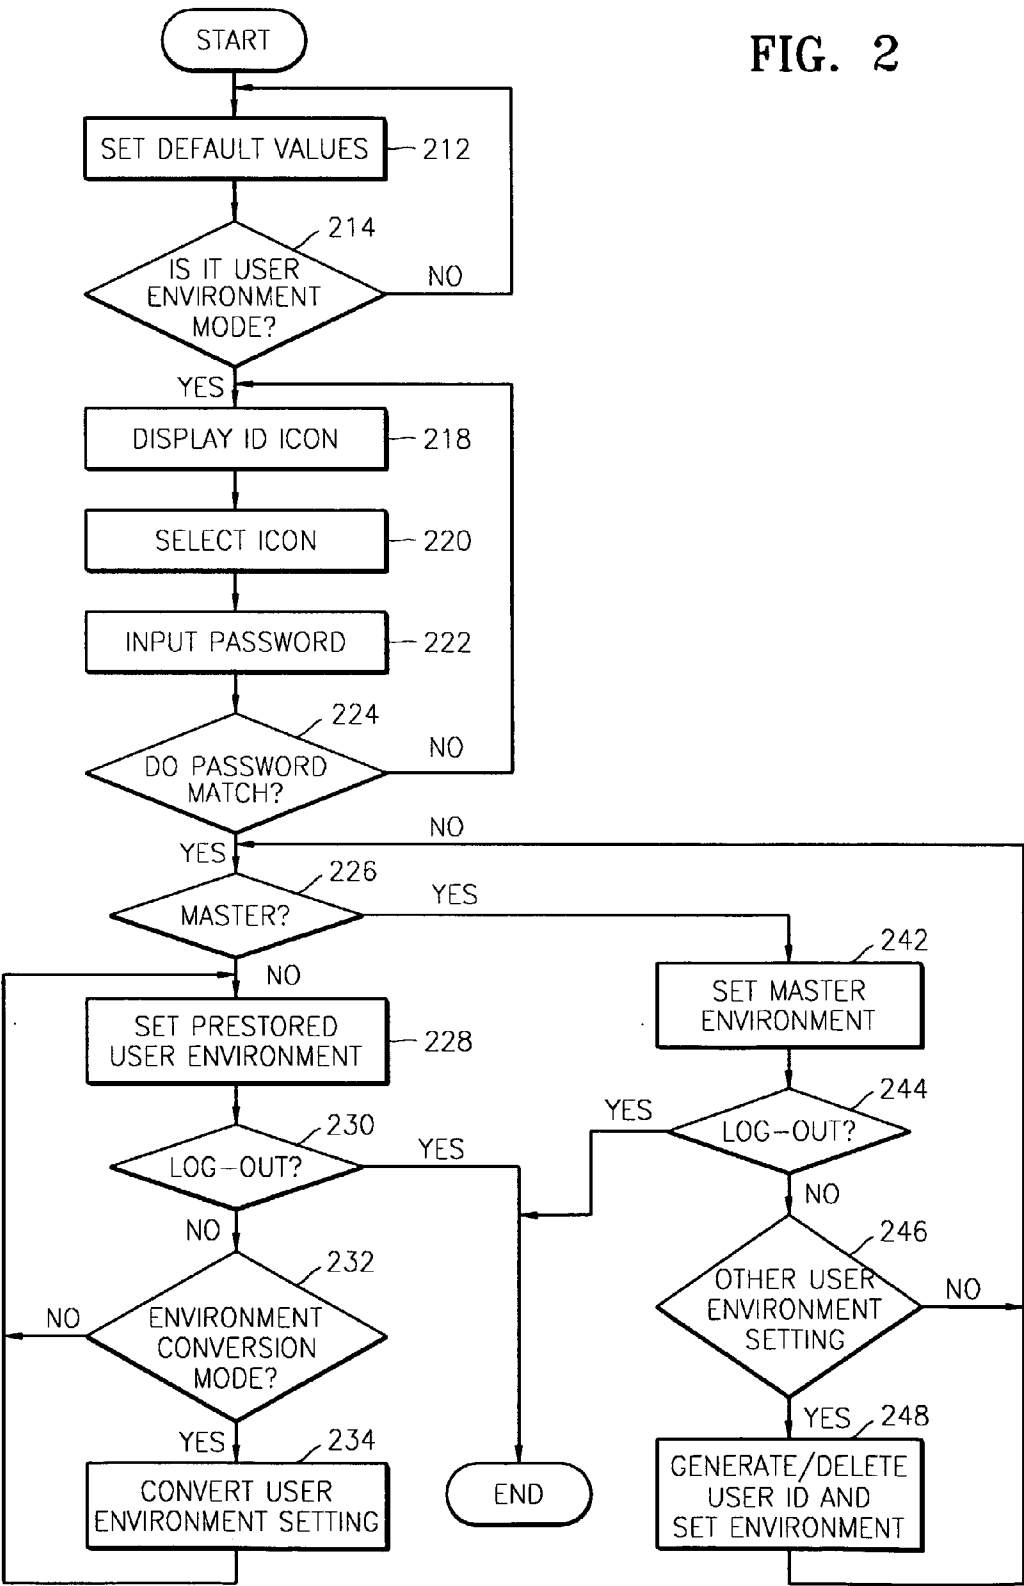 START
FIG. 2
SET DEFAULT VALUES
212
214
IS IT USER
ENVIRONMENT
MODE?
NO
YES
DISPLAY ID ICON
218
SELECT ICON
220
INPUT PASSWORD
222
224
DO PASSWORD
MATCH?
NO
NO
YES
226
MASTER?
YES
NO
242
SET MASTER
ENVIRONMENT
SET PRESTORED
USER ENVIRONMENT
228
244
LOG-OUT?
YES
NO
230
LOG-OUT?
YES
NO
246
OTHER USER
ENVIRONMENT
SETTING
NO
YES
232
ENVIRONMENT
CONVERSION
MODE?
NO
YES
234
CONVERT USER
ENVIRONMENT SETTING
END
248
GENERATE/DELETE
USER ID AND
SET ENVIRONMENT